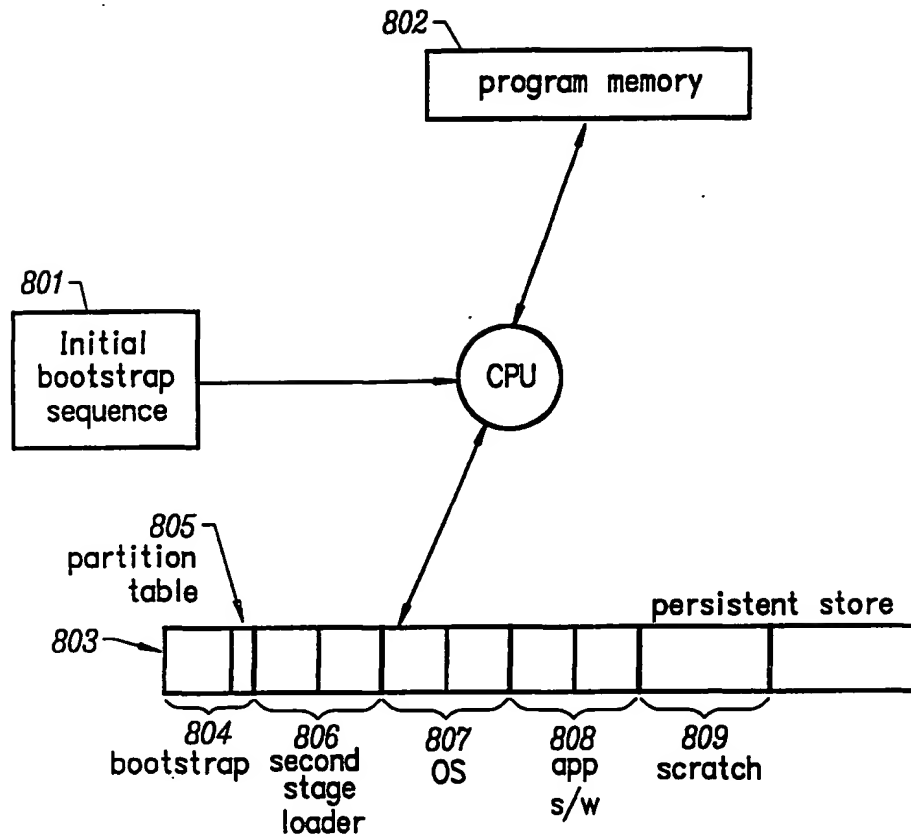 802
program memory
801
Initial
bootstrap
sequence
CPU
805
partition
table
persistent store
803
804
bootstrap
806
second
stage
loader
807
OS
808
app
s/w
809
scratch